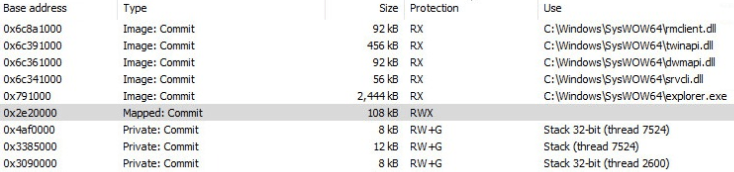 Base address Type Size Protection Use
0x6c8a1000 Image: Commit 92 kB RX C:\Windows\SysWOW64\rmclient.dll
0x6c391000 Image: Commit 456 kB RX C:\Windows\SysWOW64\twinapi.dll
0x6c361000 Image: Commit 92 kB RX C:\Windows\SysWOW64\dwmapi.dll
0x6c341000 Image: Commit 56 kB RX C:\Windows\SysWOW64\srvcli.dll
0x791000 Image: Commit 2,444 kB RX C:\Windows\SysWOW64\explorer.exe
0x2e20000 Mapped: Commit 108 kB RWX
0x4af0000 Private: Commit 8 kB RW+G Stack 32-bit (thread 7524)
0x3385000 Private: Commit 12 kB RW+G Stack (thread 7524)
0x3090000 Private: Commit 8 kB RW+G Stack 32-bit (thread 2600)